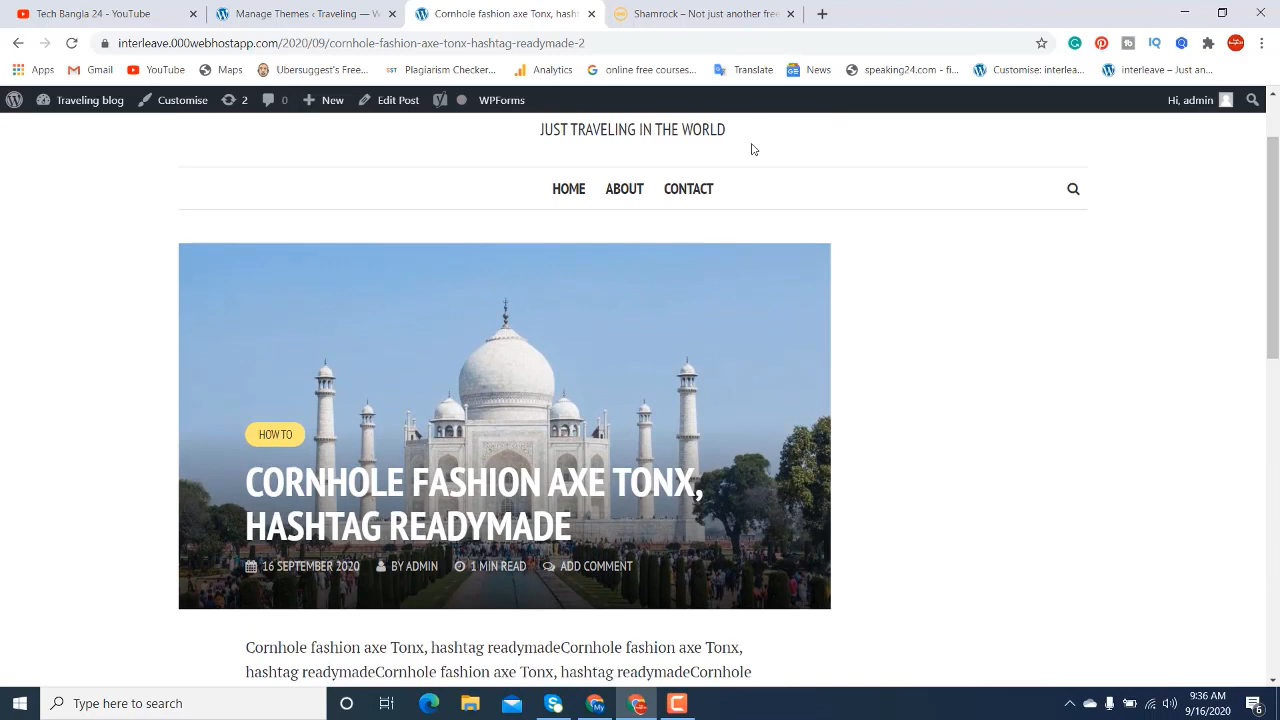 Tech Bangla 24 - YouTube
Manage Themes ‹ Traveling — W
Cornhole fashion axe Tonx, hasht
Shamrock – Not another free
interleave.000webhostapp.com/2020/09/cornhole-fashion-axe-tonx-hashtag-readymade-2
Apps
Gmail
YouTube
Maps
Ubersuggest's Fre...
Plagiarism Checker...
Analytics
online free courses...
Translate
News
speaking24.com - fi...
Customise: interlea...
interleave – Just an...
Traveling blog
Customise
2
0
New
Edit Post
WPForms
Hi, admin
JUST TRAVELING IN THE WORLD
HOME ABOUT CONTACT
HOW TO
CORNHOLE FASHION AXE TONX,
HASHTAG READYMADE
16 SEPTEMBER 2020 BY ADMIN 1 MIN READ ADD COMMENT
Cornhole fashion axe Tonx, hashtag readymadeCornhole fashion axe Tonx,
hashtag readymadeCornhole fashion axe Tonx, hashtag readymadeCornhole
Type here to search
9:36 AM
9/16/2020
6